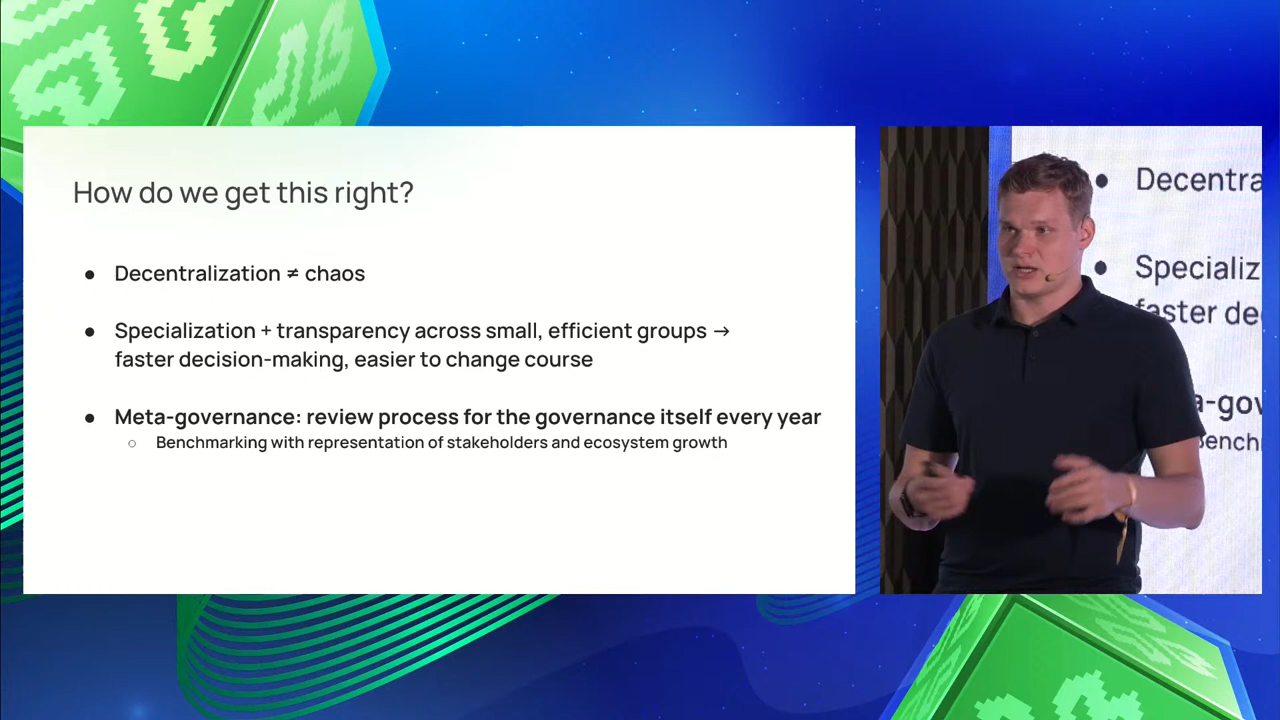 How do we get this right?
● Decentralization ≠ chaos
● Specialization + transparency across small, efficient groups →
faster decision-making, easier to change course
● Meta-governance: review process for the governance itself every year
○ Benchmarking with representation of stakeholders and ecosystem growth
● Decentra
● Specializ
faster de
a-gov
Bench